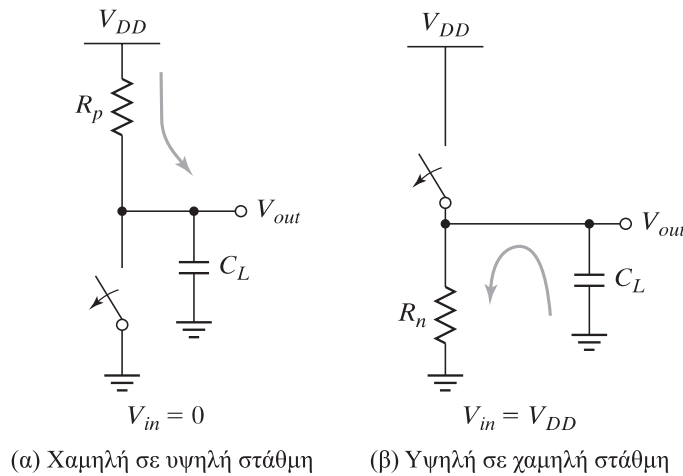 V_DD
R_p
V_out
C_L
V_in = 0
(α) Χαμηλή σε υψηλή στάθμη
V_DD
V_out
C_L
R_n
V_in = V_DD
(β) Υψηλή σε χαμηλή στάθμη